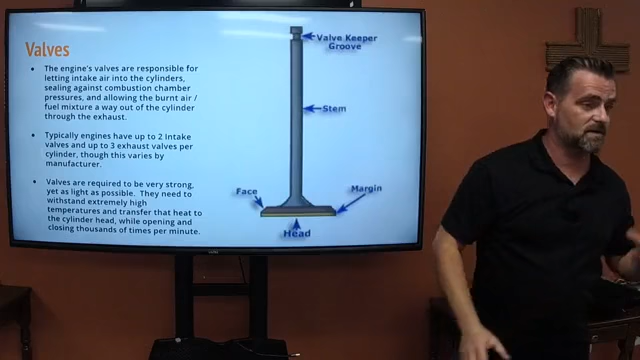 Valves
• The engine's valves are responsible for
letting intake air into the cylinders,
sealing against combustion chamber
pressures, and allowing the burnt air /
fuel mixture a way out of the cylinder
through the exhaust.
• Typically engines have up to 2 Intake
valves and up to 3 exhaust valves per
cylinder, though this varies by
manufacturer.
• Valves are required to be very strong,
yet as light as possible. They need to
withstand extremely high
temperatures and transfer that heat to
the cylinder head, while opening and
closing thousands of times per minute.
Valve Keeper
Groove
Stem
Face
Margin
Head